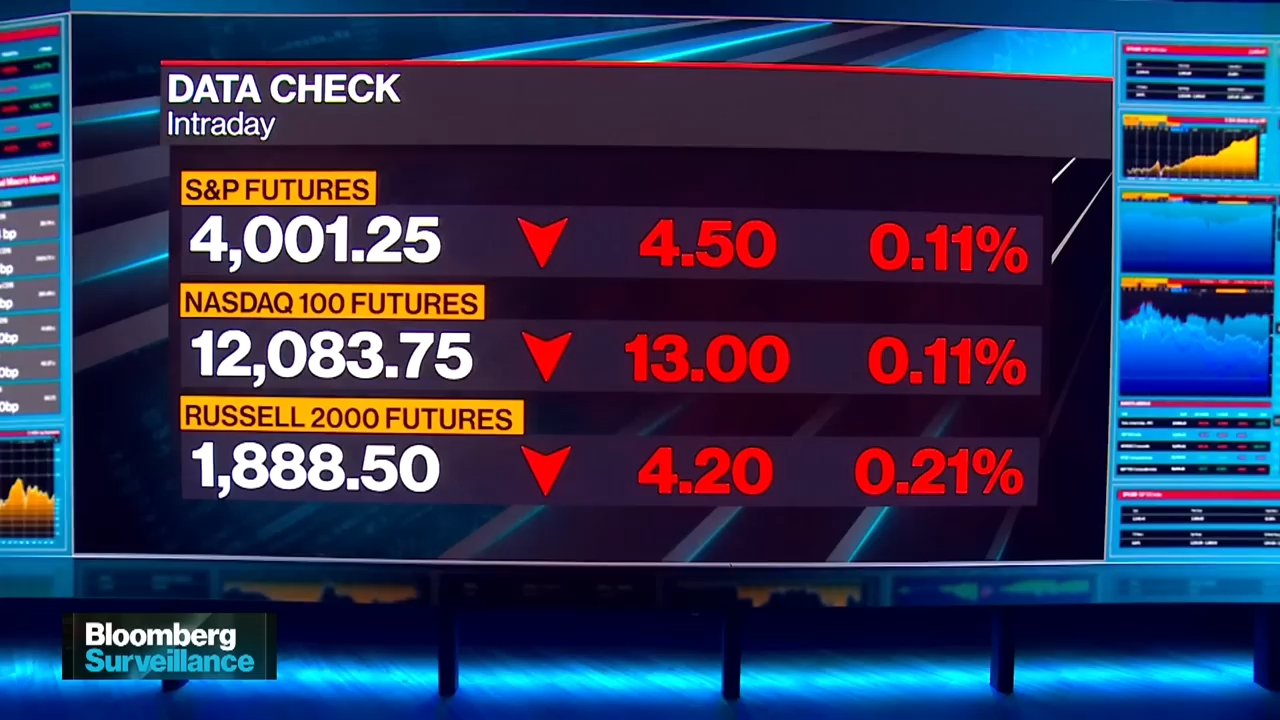 DATA CHECK
Intraday
S&P FUTURES
4,001.25 4.50 0.11%
NASDAQ 100 FUTURES
12,083.75 13.00 0.11%
RUSSELL 2000 FUTURES
1,888.50 4.20 0.21%
Bloomberg
Surveillance